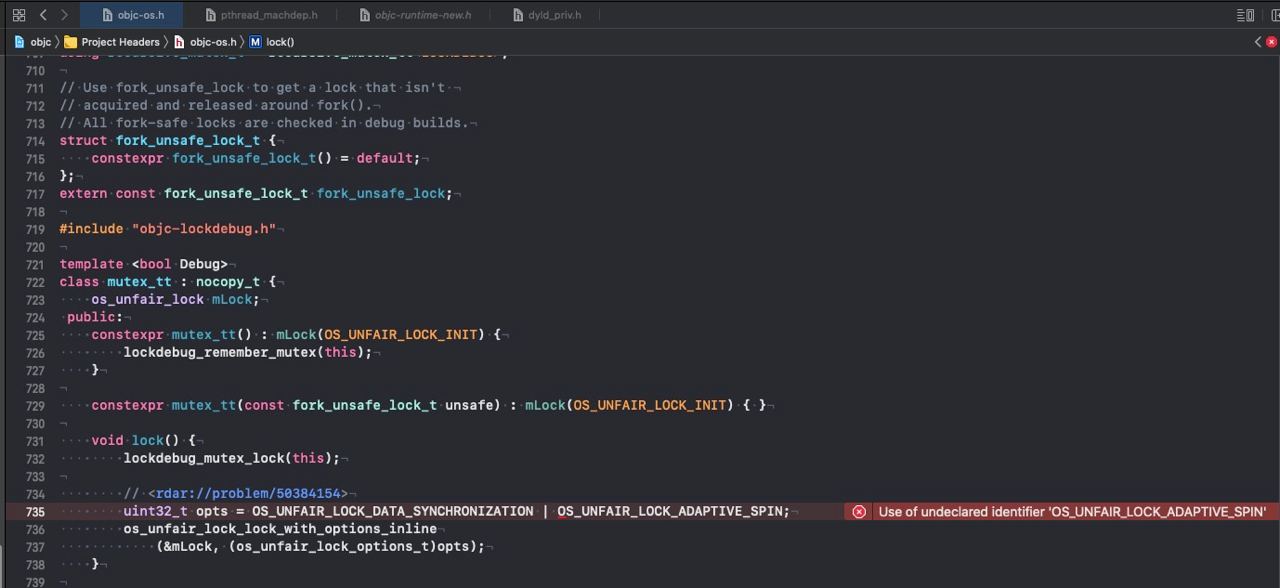 objc-os.h pthread_machdep.h objc-runtime-new.h dyld_priv.h
objc Project Headers objc-os.h M lock()
710
711 // Use fork_unsafe_lock to get a lock that isn't
712 // acquired and released around fork().
713 // All fork-safe locks are checked in debug builds.
714 struct fork_unsafe_lock_t {
715 constexpr fork_unsafe_lock_t() = default;
716 };
717 extern const fork_unsafe_lock_t fork_unsafe_lock;
718
719 #include "objc-lockdebug.h"
720
721 template <bool Debug>
722 class mutex_tt : nocopy_t {
723 os_unfair_lock mLock;
724 public:
725 constexpr mutex_tt() : mLock(OS_UNFAIR_LOCK_INIT) {
726 lockdebug_remember_mutex(this);
727 }
728
729 constexpr mutex_tt(const fork_unsafe_lock_t unsafe) : mLock(OS_UNFAIR_LOCK_INIT) { }
730
731 void lock() {
732 lockdebug_mutex_lock(this);
733
734 // <rdar://problem/50384154>
735 uint32_t opts = OS_UNFAIR_LOCK_DATA_SYNCHRONIZATION | OS_UNFAIR_LOCK_ADAPTIVE_SPIN; Use of undeclared identifier 'OS_UNFAIR_LOCK_ADAPTIVE_SPIN'
736 os_unfair_lock_lock_with_options_inline
737 (&mLock, (os_unfair_lock_options_t)opts);
738 }
739